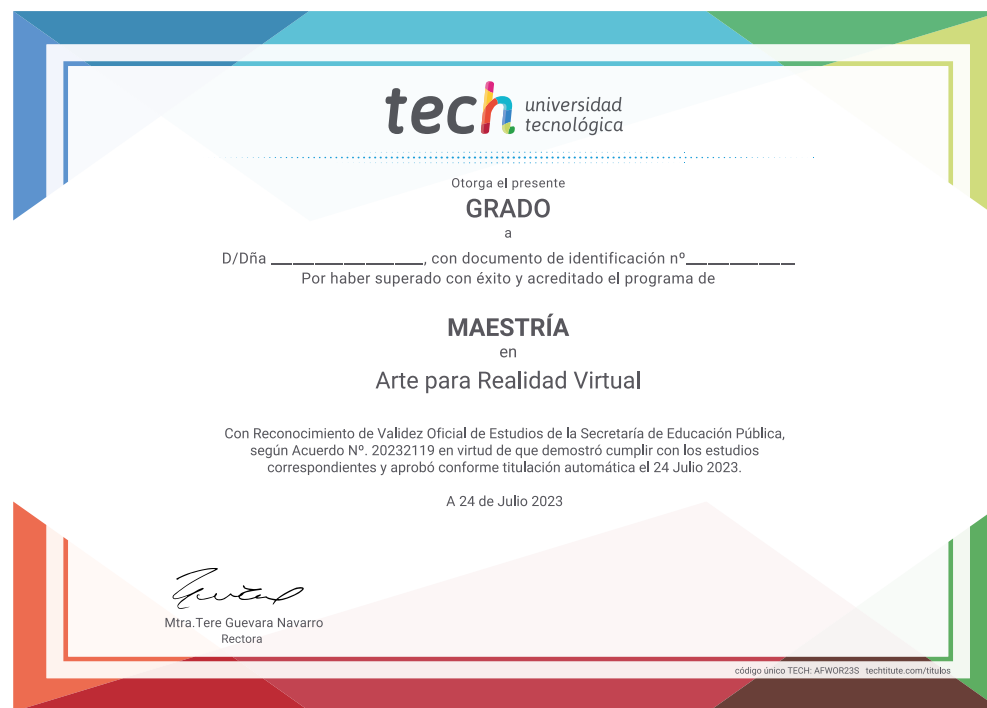 tech universidad
tecnológica
Otorga el presente
GRADO
a
D/Dña ____________________, con documento de identificación nº_______________
Por haber superado con éxito y acreditado el programa de
MAESTRÍA
en
Arte para Realidad Virtual
Con Reconocimiento de Validez Oficial de Estudios de la Secretaría de Educación Pública,
según Acuerdo Nº. 20232119 en virtud de que demostró cumplir con los estudios
correspondientes y aprobó conforme titulación automática el 24 Julio 2023.
A 24 de Julio 2023
Mtra.Tere Guevara Navarro
Rectora
código único TECH: AFWOR23S techtitute.com/titulos